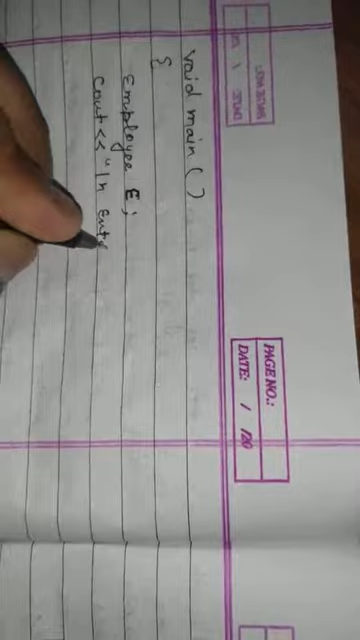 PAGE NO.:
DATE: / /20
void main ()
{
Employee E;
cout<< "\n Ente